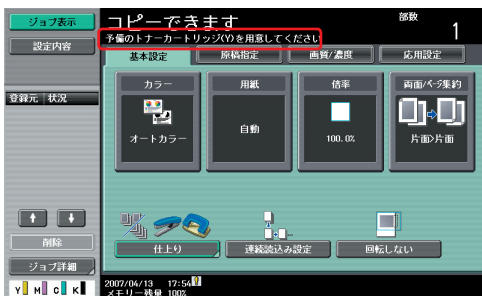 ジョブ表示
設定内容
登録元 状況
削除
ジョブ詳細
Y M C K
コピーできます
予備のトナーカートリッジ(Y)を用意してください
部数
1
基本設定 原稿指定 画質/濃度 応用設定
カラー 用紙 倍率 両面/ページ集約
オートカラー 自動 100.0% 片面>片面
仕上り 連続読込み設定 回転しない
2007/04/13 17:54
メモリー残量 100%